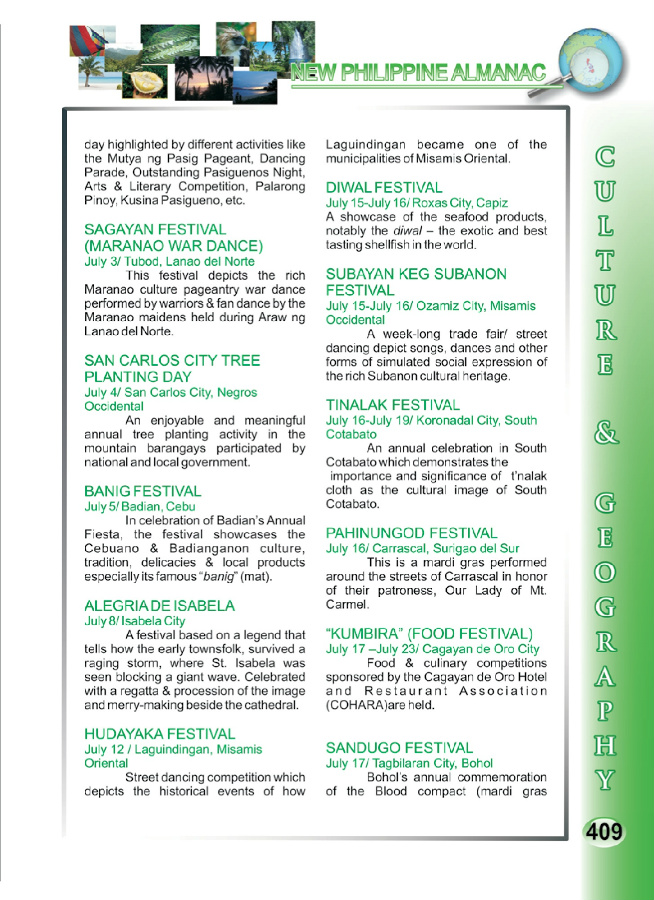 NEW PHILIPPINE ALMANAC
day highlighted by different activities like
the Mutya ng Pasig Pageant, Dancing
Parade, Outstanding Pasiguenos Night,
Arts & Literary Competition, Palarong
Pinoy, Kusina Pasigueno, etc.
SAGAYAN FESTIVAL
(MARANAO WAR DANCE)
July 3/ Tubod, Lanao del Norte
This festival depicts the rich
Maranao culture pageantry war dance
performed by warriors & fan dance by the
Maranao maidens held during Araw ng
Lanao del Norte.
SAN CARLOS CITY TREE
PLANTING DAY
July 4/ San Carlos City, Negros
Occidental
An enjoyable and meaningful
annual tree planting activity in the
mountain barangays participated by
national and local government.
BANIG FESTIVAL
July 5/ Badian, Cebu
In celebration of Badian's Annual
Fiesta, the festival showcases the
Cebuano & Badianganon culture,
tradition, delicacies & local products
especially its famous "banig" (mat).
ALEGRIA DE ISABELA
July 8/ Isabela City
A festival based on a legend that
tells how the early townsfolk, survived a
raging storm, where St. Isabela was
seen blocking a giant wave. Celebrated
with a regatta & procession of the image
and merry-making beside the cathedral.
HUDAYAKA FESTIVAL
July 12 / Laguindingan, Misamis
Oriental
Street dancing competition which
depicts the historical events of how
Laguindingan became one of the
municipalities of Misamis Oriental.
DIWAL FESTIVAL
July 15-July 16/ Roxas City, Capiz
A showcase of the seafood products,
notably the diwal – the exotic and best
tasting shellfish in the world.
SUBAYAN KEG SUBANON
FESTIVAL
July 15-July 16/ Ozamiz City, Misamis
Occidental
A week-long trade fair/ street
dancing depict songs, dances and other
forms of simulated social expression of
the rich Subanon cultural heritage.
TINALAK FESTIVAL
July 16-July 19/ Koronadal City, South
Cotabato
An annual celebration in South
Cotabato which demonstrates the
importance and significance of t'nalak
cloth as the cultural image of South
Cotabato.
PAHINUNGOD FESTIVAL
July 16/ Carrascal, Surigao del Sur
This is a mardi gras performed
around the streets of Carrascal in honor
of their patroness, Our Lady of Mt.
Carmel.
"KUMBIRA" (FOOD FESTIVAL)
July 17 –July 23/ Cagayan de Oro City
Food & culinary competitions
sponsored by the Cagayan de Oro Hotel
and Restaurant Association
(COHARA)are held.
SANDUGO FESTIVAL
July 17/ Tagbilaran City, Bohol
Bohol's annual commemoration
of the Blood compact (mardi gras
CULTURE & GEOGRAPHY
409